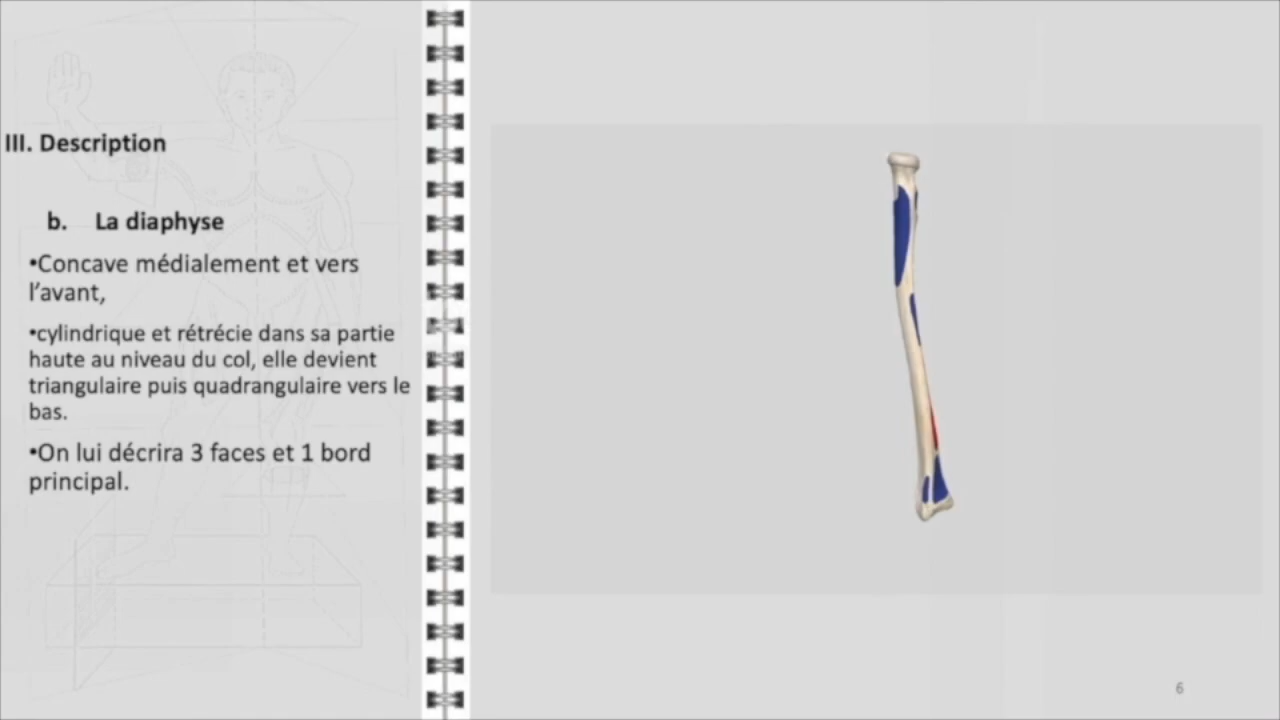 III. Description
b. La diaphyse
•Concave médialement et vers
l’avant,
•cylindrique et rétrécie dans sa partie
haute au niveau du col, elle devient
triangulaire puis quadrangulaire vers le
bas.
•On lui décrira 3 faces et 1 bord
principal.
6